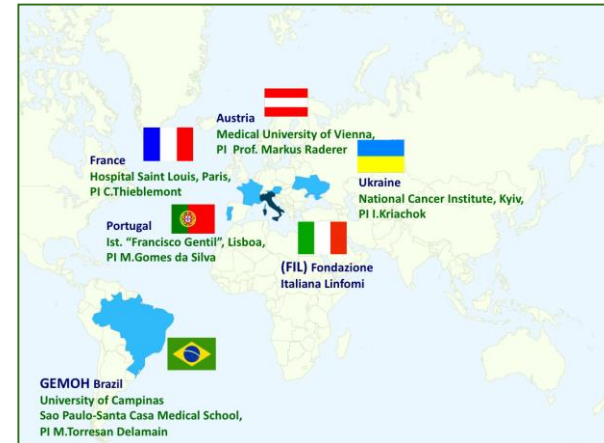 Austria
Medical University of Vienna,
PI Prof. Markus Raderer
France
Hospital Saint Louis, Paris,
PI C.Thieblemont
Ukraine
National Cancer Institute, Kyiv,
PI I.Kriachok
Portugal
Ist. “Francisco Gentil”, Lisboa,
PI M.Gomes da Silva
(FIL) Fondazione
Italiana Linfomi
GEMOH Brazil
University of Campinas
Sao Paulo-Santa Casa Medical School,
PI M.Torresan Delamain